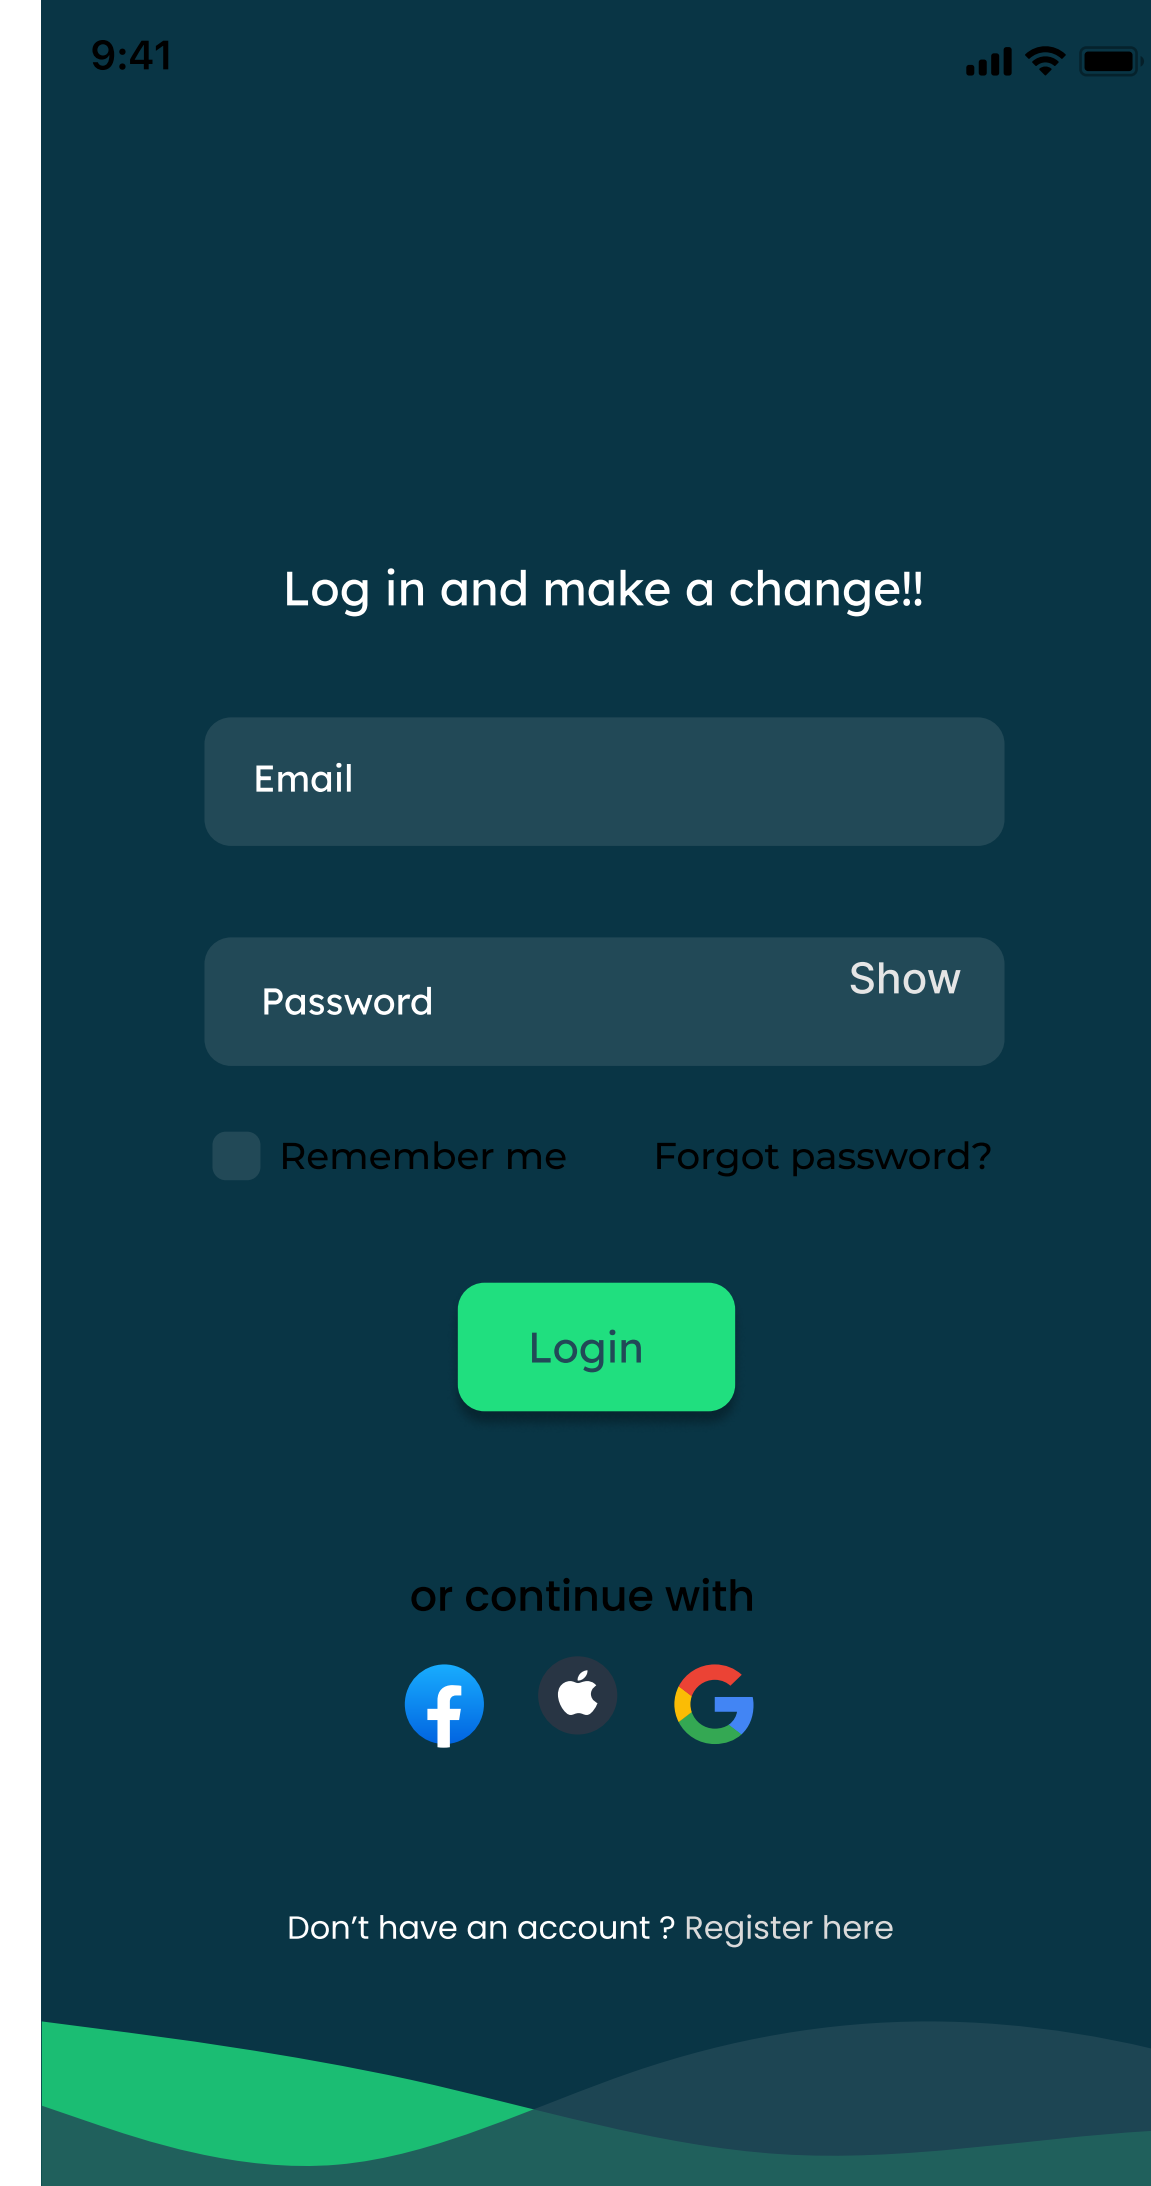 9:41
Log in and make a change!!
Email
Show
Password
Remember me Forgot password?
Login
or continue with
Don’t have an account ? Register here